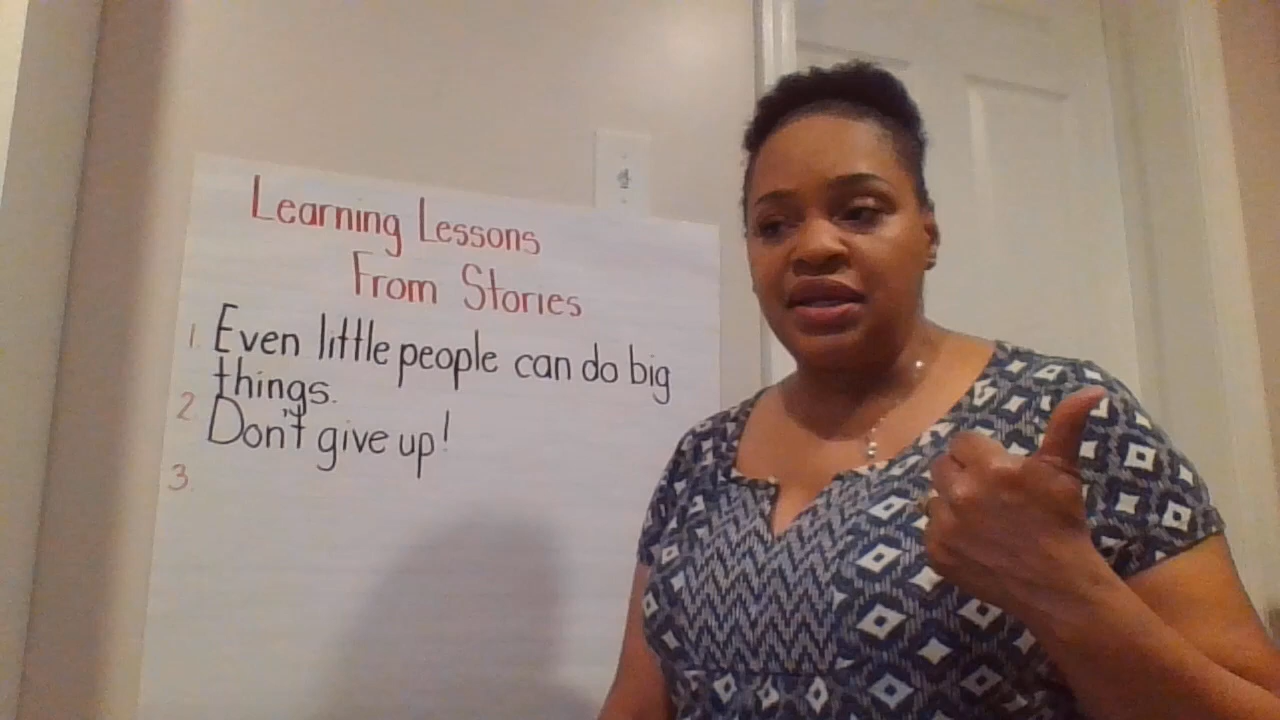 Learning Lessons
From Stories
1. Even little people can do big
things.
2. Don't give up!
3.